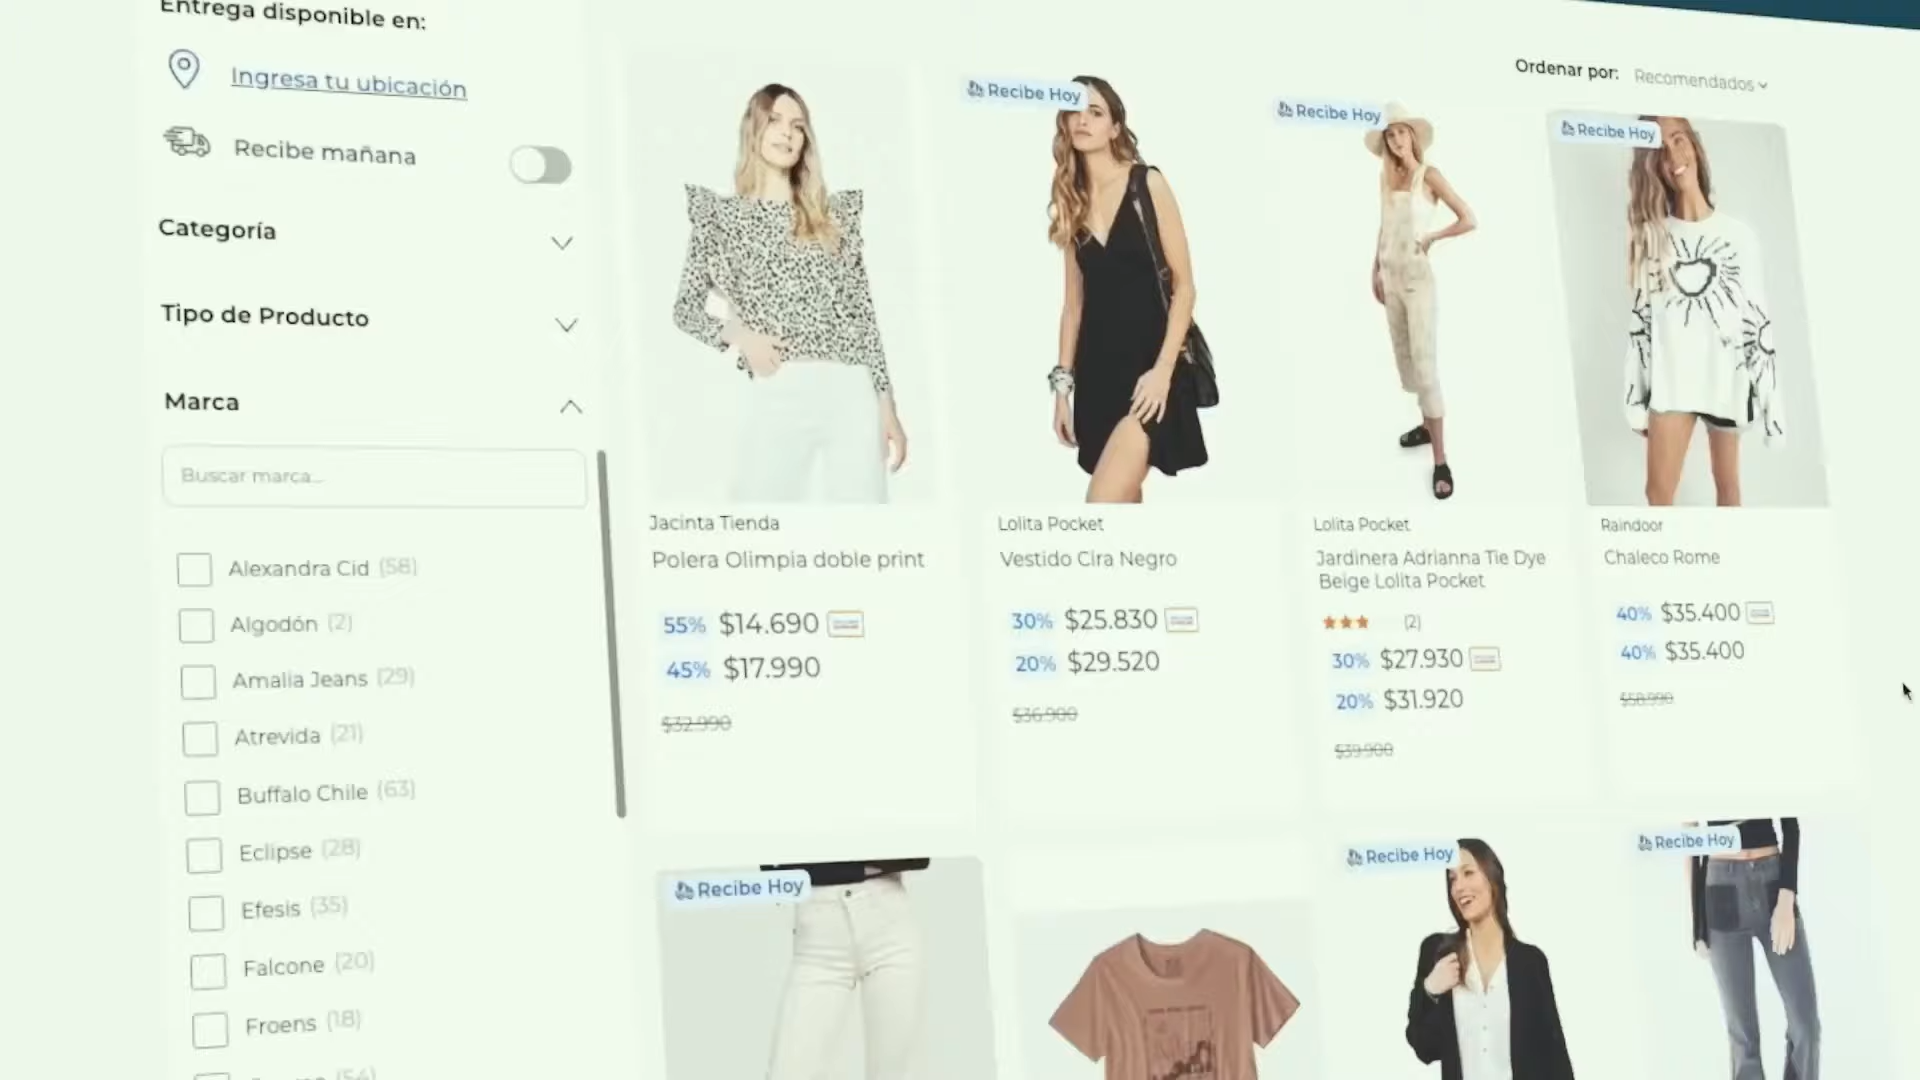 Entrega disponible en:
Ingresa tu ubicación
Recibe mañana
Categoría
Tipo de Producto
Marca
Buscar marca...
Alexandra Cid (58)
Algodón (2)
Amalia Jeans (29)
Atrevida (21)
Buffalo Chile (63)
Eclipse (28)
Efesis (35)
Falcone (20)
Froens (18)
(54)
Ordenar por: Recomendados
Recibe Hoy
Recibe Hoy
Recibe Hoy
Jacinta Tienda
Polera Olimpia doble print
55% $14.690
45% $17.990
$32.990
Lolita Pocket
Vestido Cira Negro
30% $25.830
20% $29.520
$36.900
Lolita Pocket
Jardinera Adrianna Tie Dye
Beige Lolita Pocket
(2)
30% $27.930
20% $31.920
$39.900
Raindoor
Chaleco Rome
40% $35.400
40% $35.400
$58.990
Recibe Hoy
Recibe Hoy
Recibe Hoy